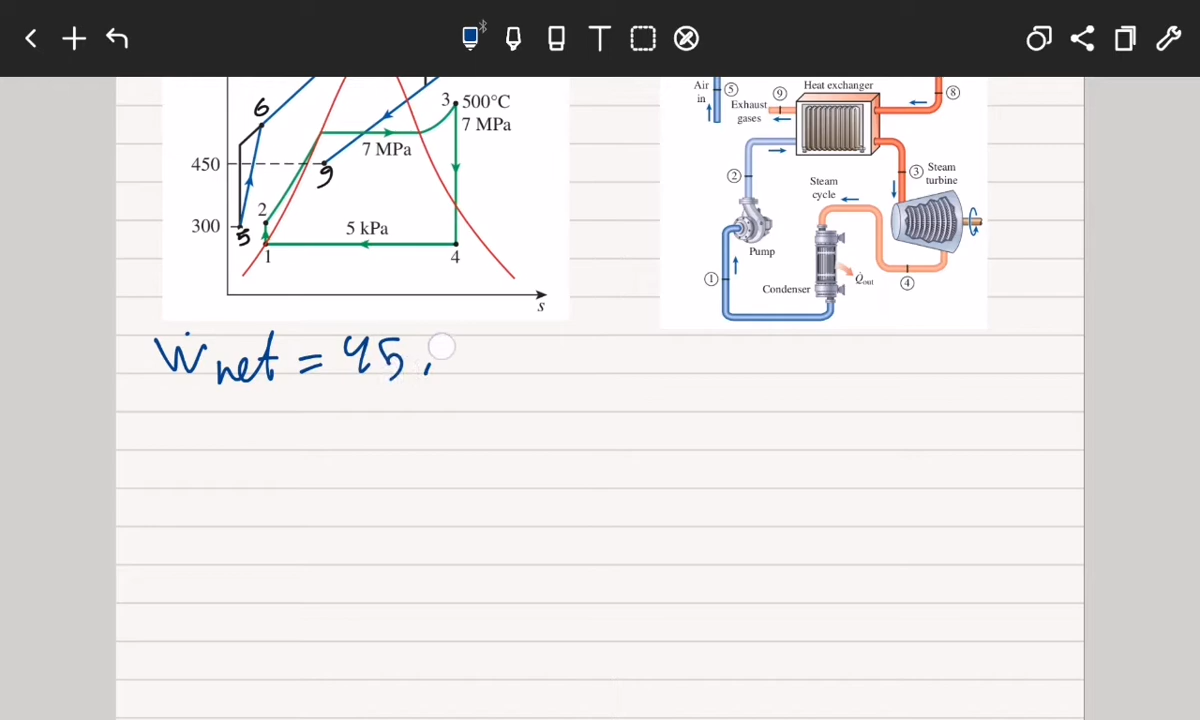 6
3 500°C
7 MPa
7 MPa
450
9
2
300
5
5 kPa
1
4
s
Air in
5
9
Exhaust gases
Heat exchanger
8
2
Steam cycle
3
Steam turbine
Pump
1
Condenser
Q̇out
4
Ẇnet = 45.